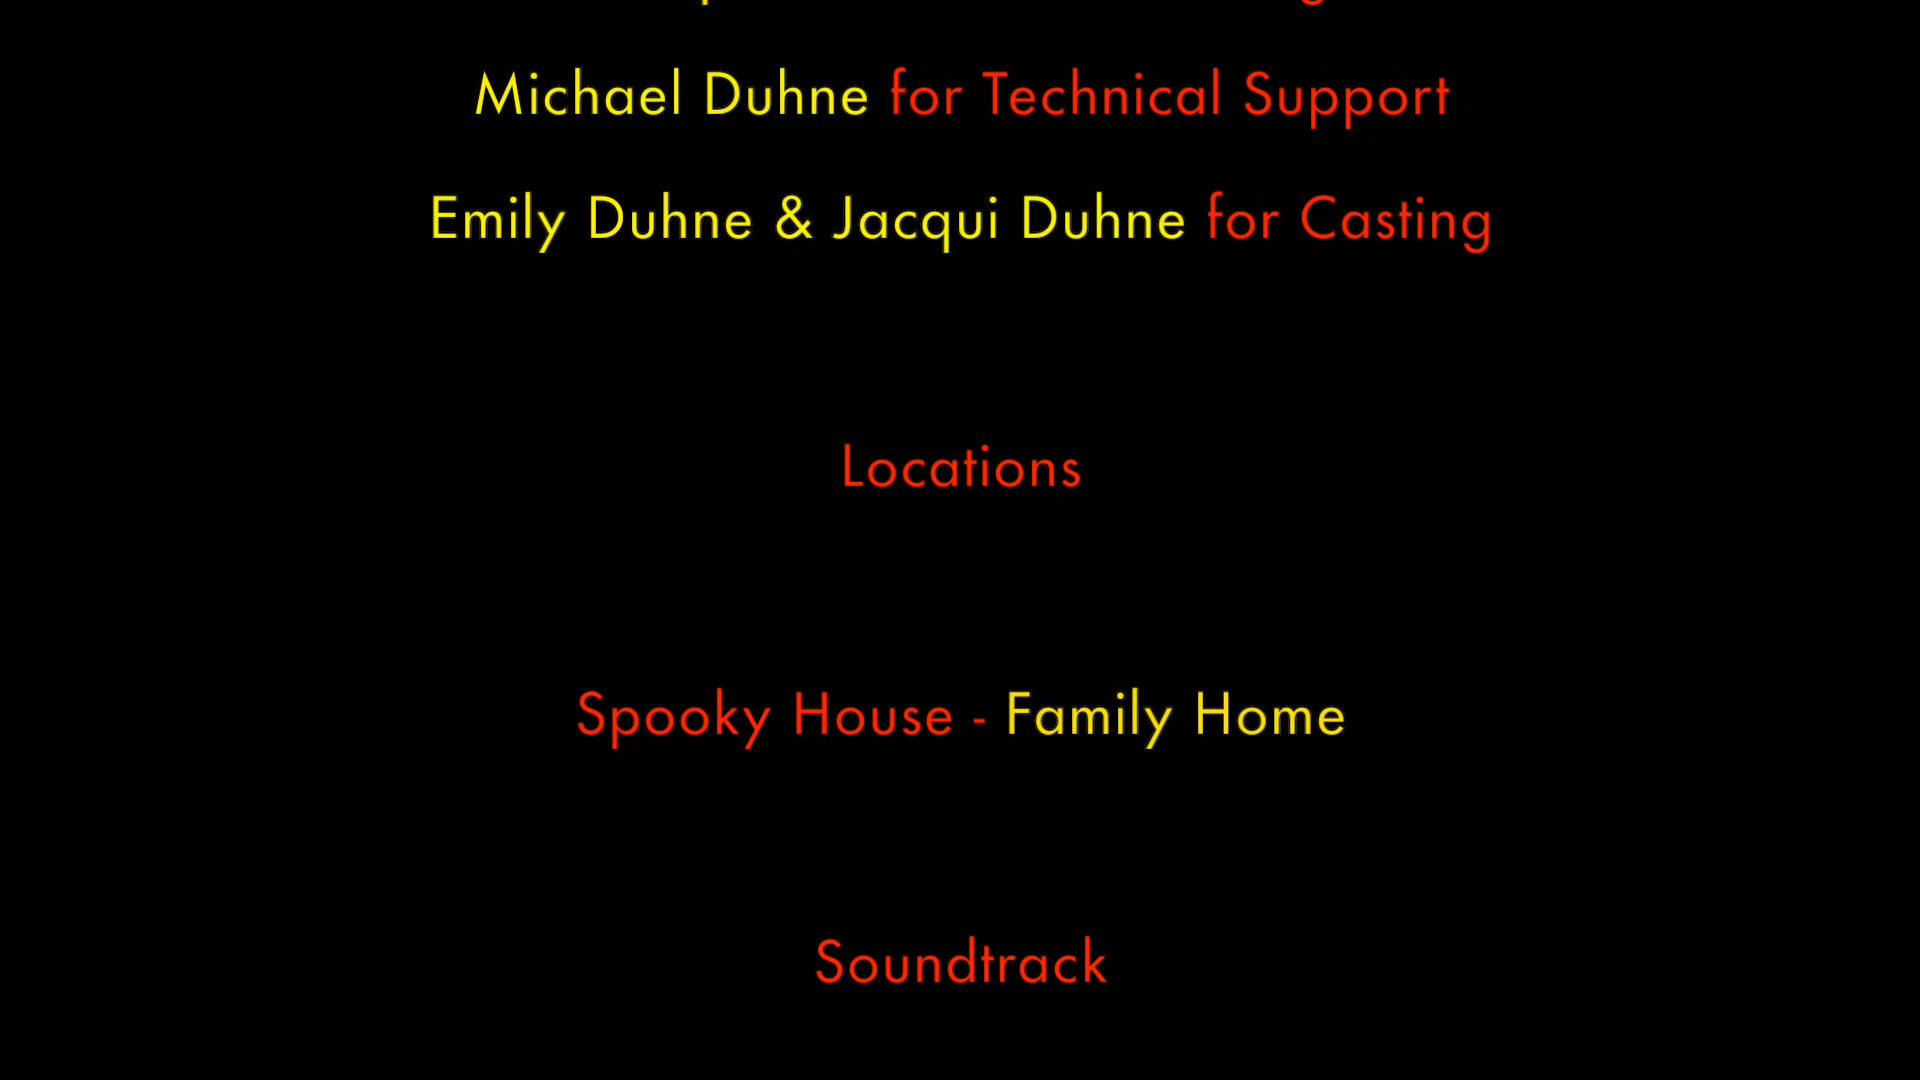 Michael Duhne for Technical Support
Emily Duhne & Jacqui Duhne for Casting
Locations
Spooky House - Family Home
Soundtrack